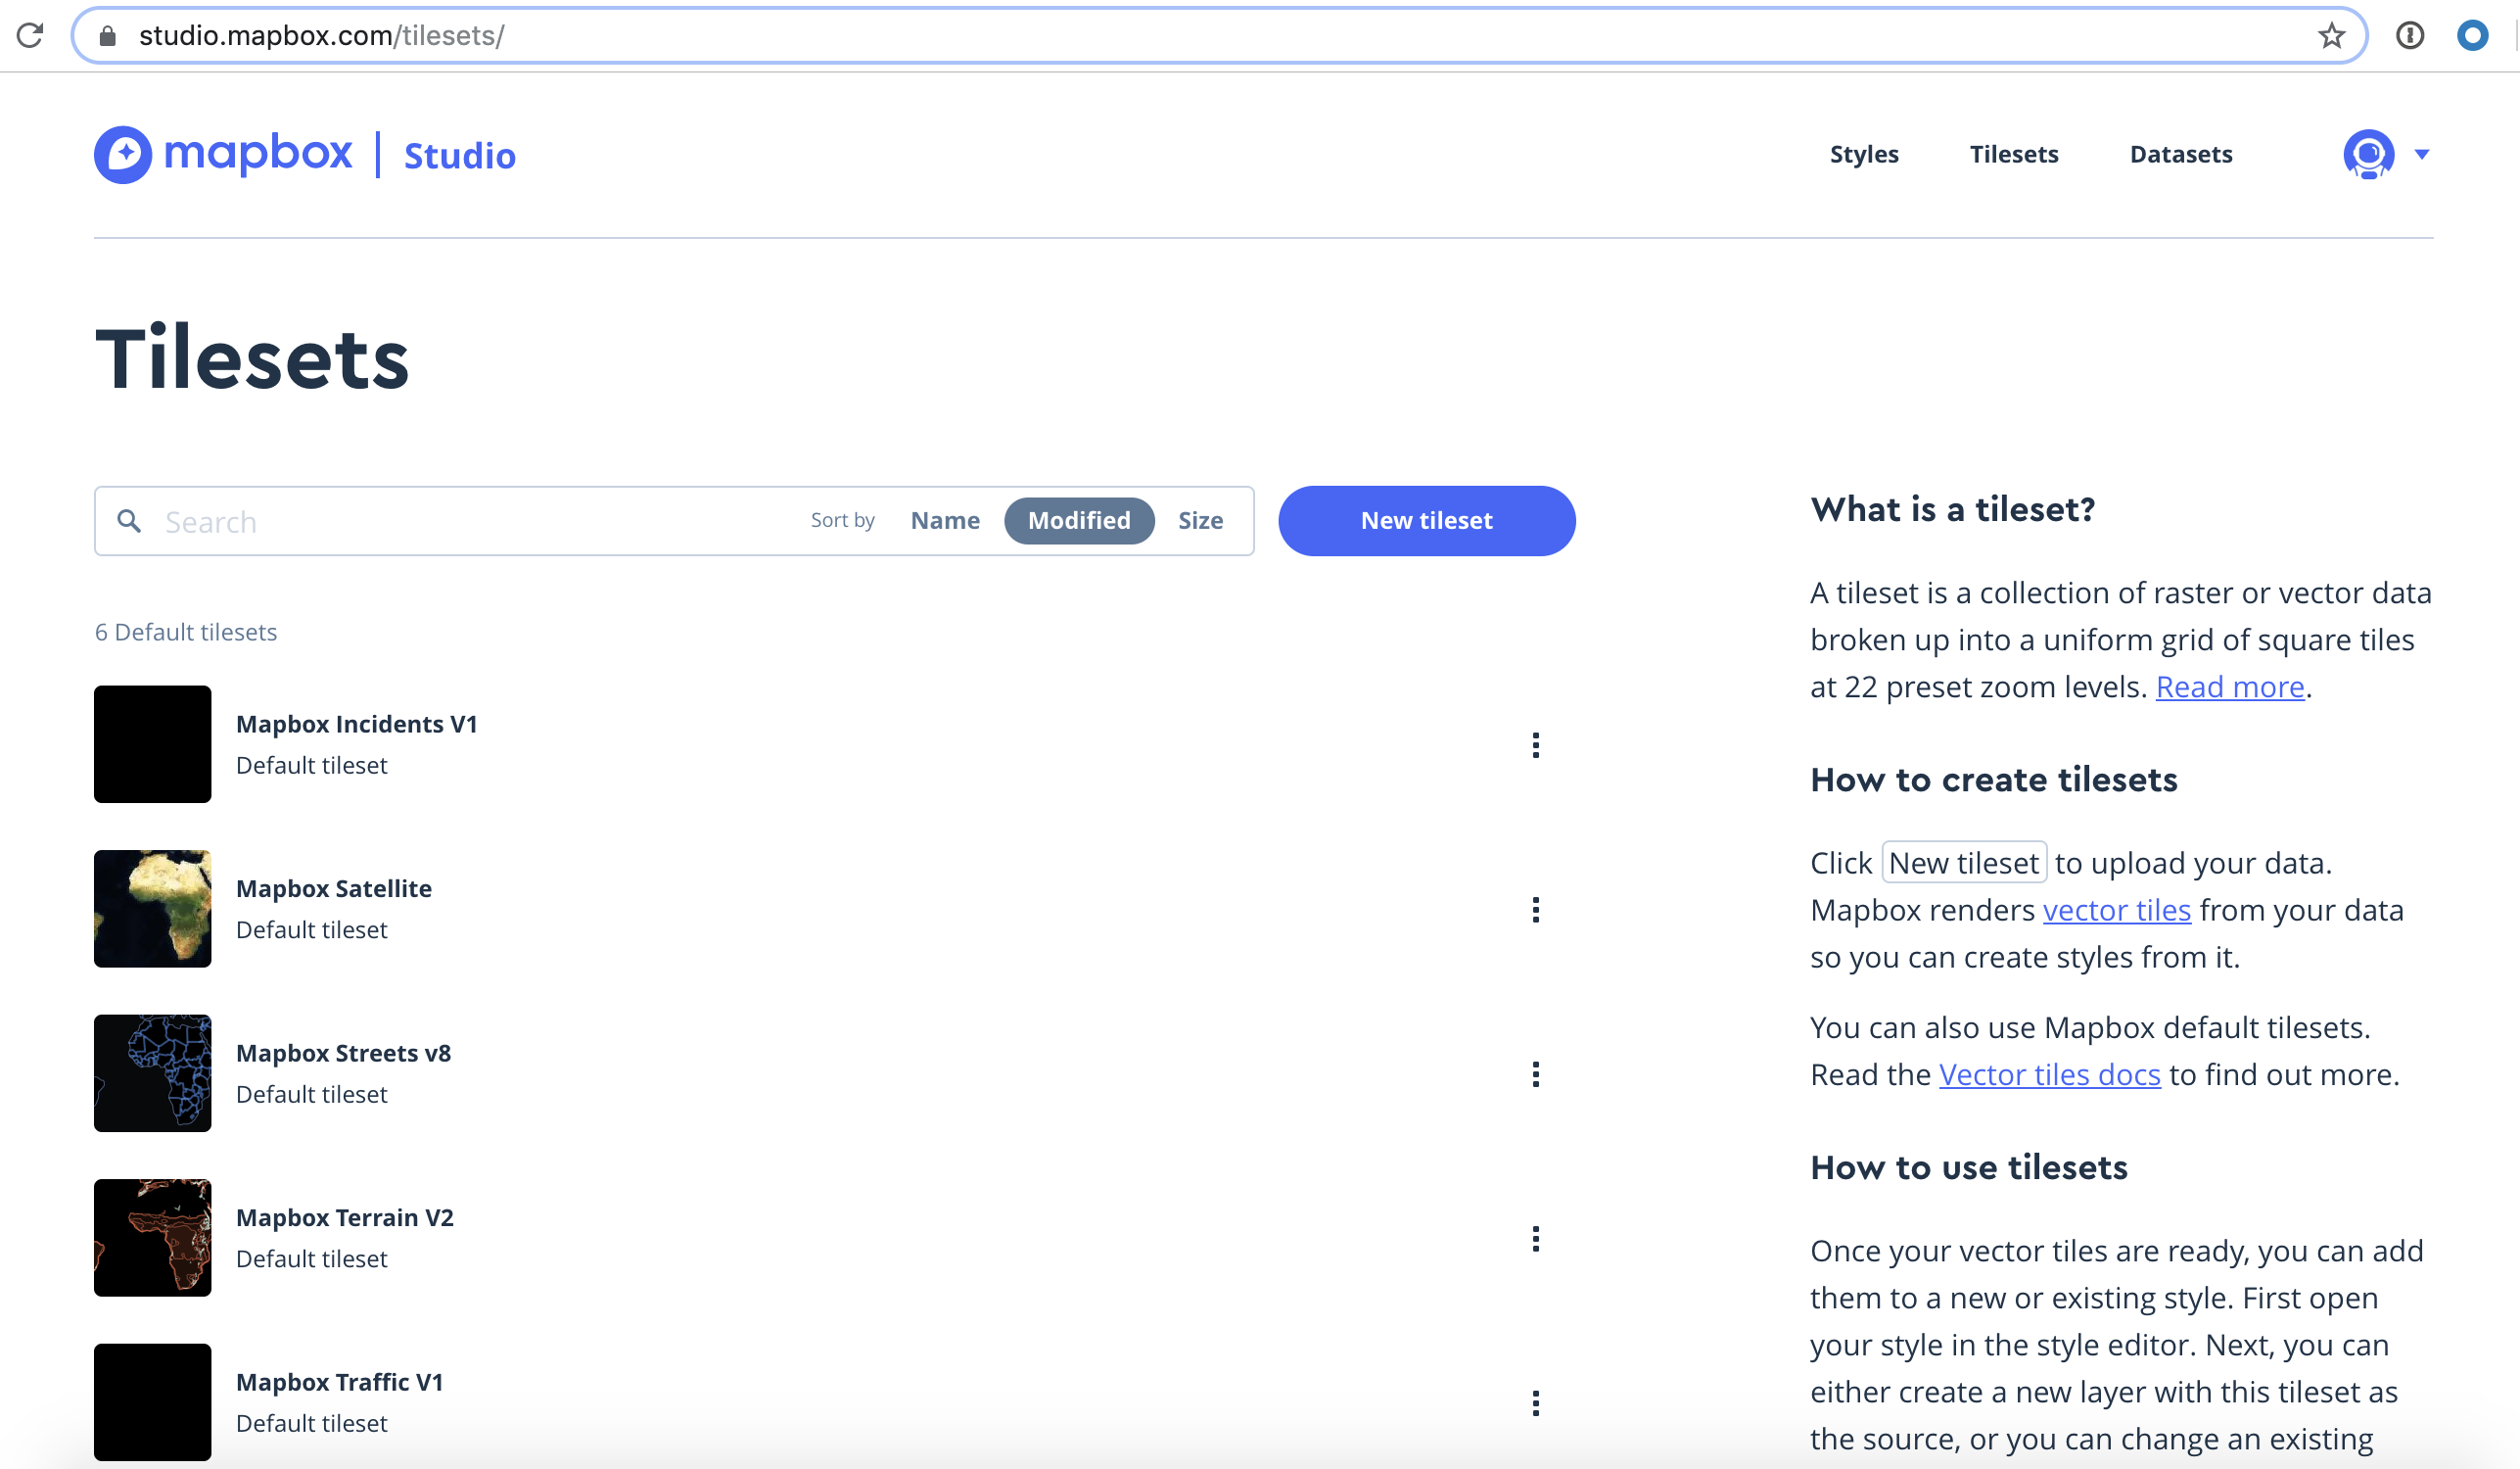 studio.mapbox.com/tilesets/
mapbox | Studio
Styles Tilesets Datasets
Tilesets
Search Sort by Name Modified Size New tileset
6 Default tilesets
Mapbox Incidents V1
Default tileset
Mapbox Satellite
Default tileset
Mapbox Streets v8
Default tileset
Mapbox Terrain V2
Default tileset
Mapbox Traffic V1
Default tileset
What is a tileset?
A tileset is a collection of raster or vector data
broken up into a uniform grid of square tiles
at 22 preset zoom levels. Read more.
How to create tilesets
Click New tileset to upload your data.
Mapbox renders vector tiles from your data
so you can create styles from it.
You can also use Mapbox default tilesets.
Read the Vector tiles docs to find out more.
How to use tilesets
Once your vector tiles are ready, you can add
them to a new or existing style. First open
your style in the style editor. Next, you can
either create a new layer with this tileset as
the source, or you can change an existing